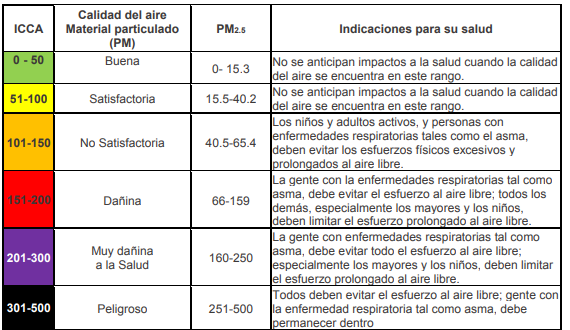 ICCA
Calidad del aire
Material particulado
(PM)
PM2.5
Indicaciones para su salud
0 - 50
Buena
0- 15.3
No se anticipan impactos a la salud cuando la calidad
del aire se encuentra en este rango.
51-100
Satisfactoria
15.5-40.2
No se anticipan impactos a la salud cuando la calidad
del aire se encuentra en este rango.
101-150
No Satisfactoria
40.5-65.4
Los niños y adultos activos, y personas con
enfermedades respiratorias tales como el asma,
deben evitar los esfuerzos físicos excesivos y
prolongados al aire libre.
151-200
Dañina
66-159
La gente con la enfermedades respiratorias tal como
asma, debe evitar el esfuerzo al aire libre; todos los
demás, especialmente los mayores y los niños,
deben limitar el esfuerzo prolongado al aire libre.
201-300
Muy dañina
a la Salud
160-250
La gente con enfermedades respiratorias tal como
asma, debe evitar todo el esfuerzo al aire libre;
especialmente los mayores y los niños, deben limitar
el esfuerzo prolongado al aire libre.
301-500
Peligroso
251-500
Todos deben evitar el esfuerzo al aire libre; gente con
la enfermedad respiratoria tal como asma, debe
permanecer dentro